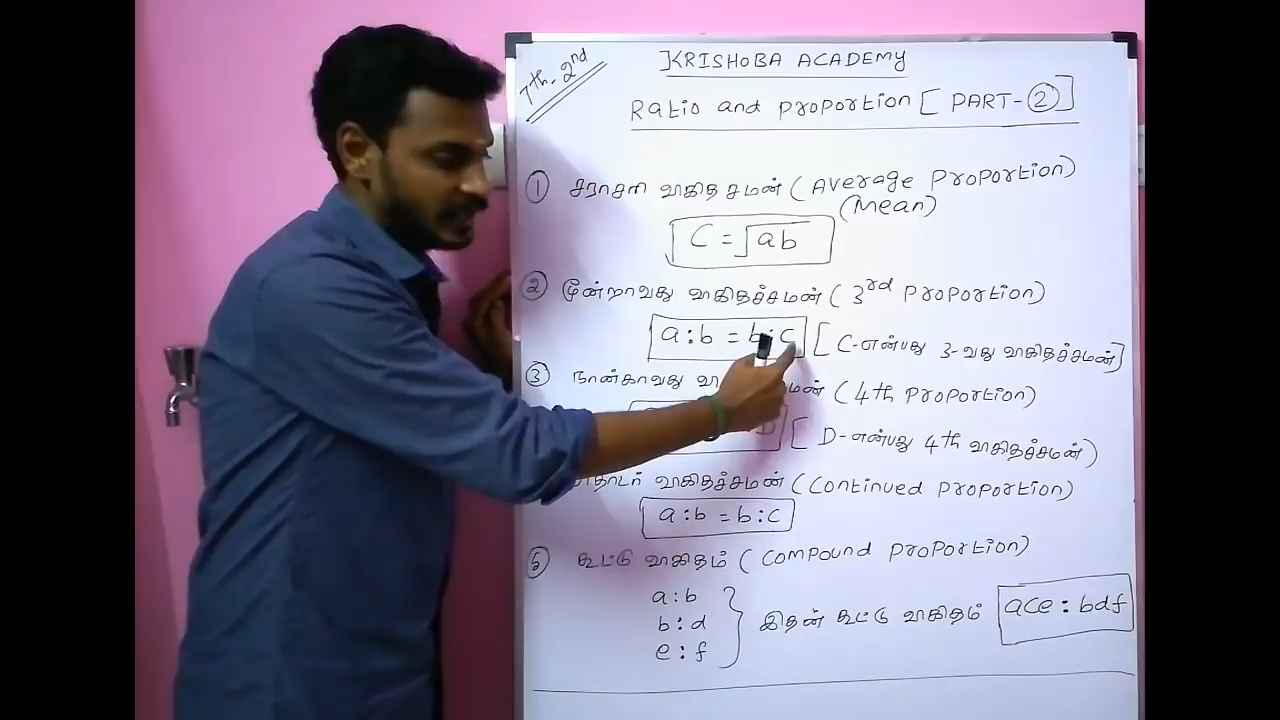 7th-2nd
KRISHOBA ACADEMY
Ratio and Proportion [PART-②]
① சராசரி விகித சமன் (Average Proportion)
(Mean)
C = √ab
② மூன்றாவது விகிதச்சமன் (3rd Proportion)
a:b = b:c [C-என்பது 3-வது விகிதச்சமன்]
③ நான்காவது (4th Proportion)
[D-என்பது 4th விகிதச்சமன்)
விகிதச்சமன் (Continued Proportion)
a:b = b:c
⑤ கூட்டு விகிதம் (Compound Proportion)
a:b
b:d
e:f
} இதன் கூட்டு விகிதம் ace : bdf